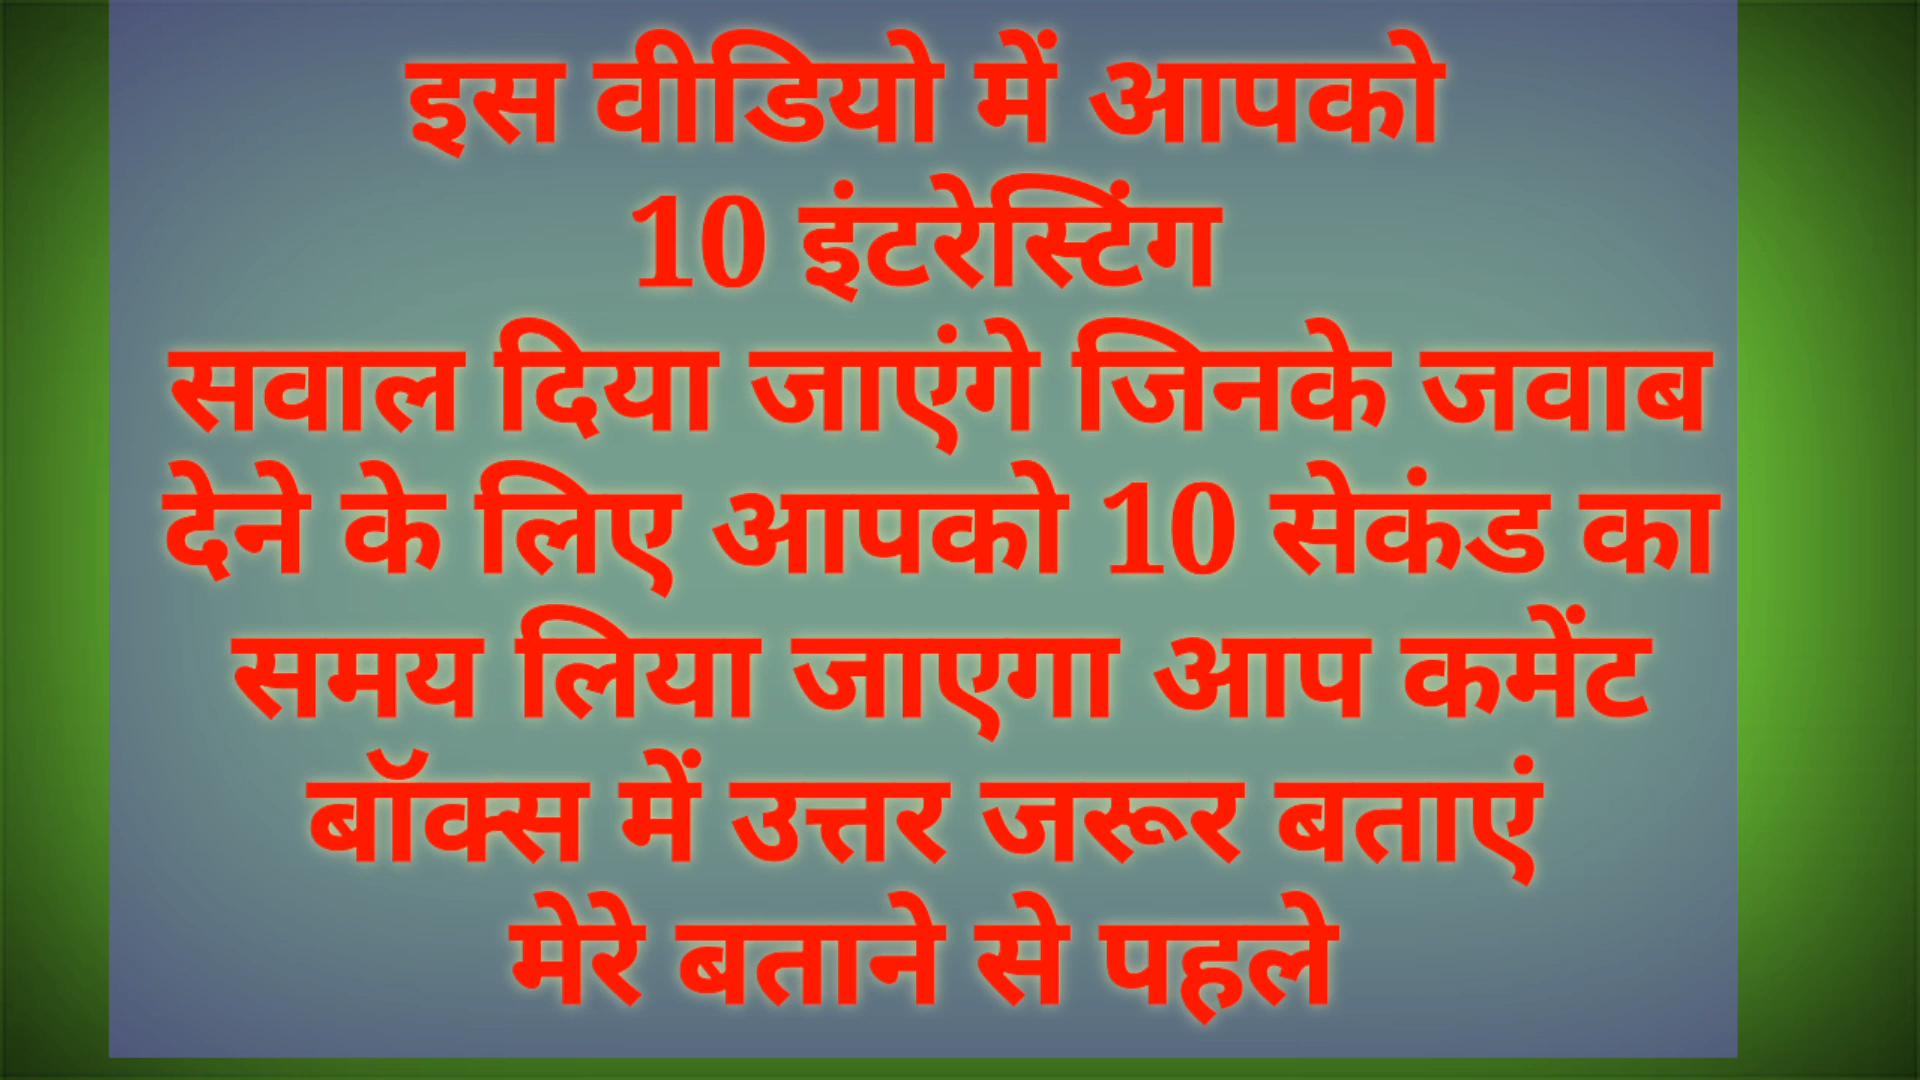 इस वीडियो में आपको
10 इंटरेस्टिंग
सवाल दिया जाएंगे जिनके जवाब
देने के लिए आपको 10 सेकंड का
समय लिया जाएगा आप कमेंट
बॉक्स में उत्तर जरूर बताएं
मेरे बताने से पहले